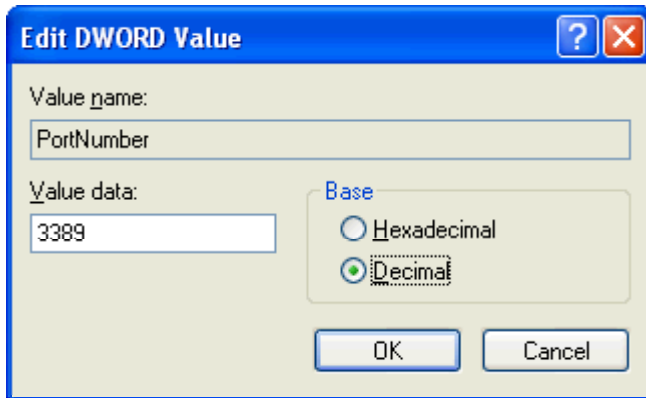 Edit DWORD Value
Value name:
PortNumber
Value data:
3389
Base
Hexadecimal
Decimal
OK
Cancel